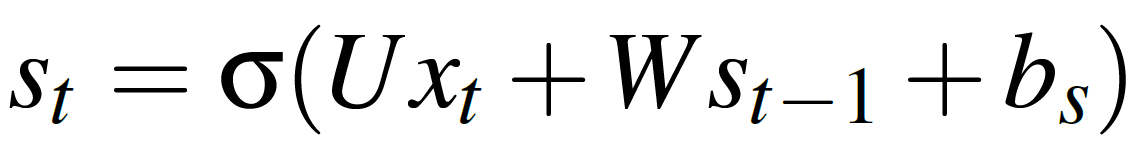 s_t = σ(Ux_t + Ws_{t−1} + b_s)